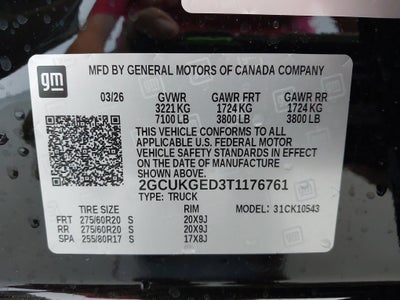 gm
MFD BY GENERAL MOTORS OF CANADA COMPANY
03/26 GVWR GAWR FRT GAWR RR
3221 KG 1724 KG 1724 KG
7100 LB 3800 LB 3800 LB
THIS VEHICLE CONFORMS TO ALL
APPLICABLE U.S. FEDERAL MOTOR
VEHICLE SAFETY STANDARDS IN EFFECT
ON THE DATE OF MANUFACTURE SHOWN ABOVE.
2GCUKGED3T1176761
TYPE: TRUCK
TIRE SIZE RIM MODEL: 31CK10543
FRT 275/60R20 S 20X9J
RR 275/60R20 S 20X9J
SPA 255/80R17 S 17X8J